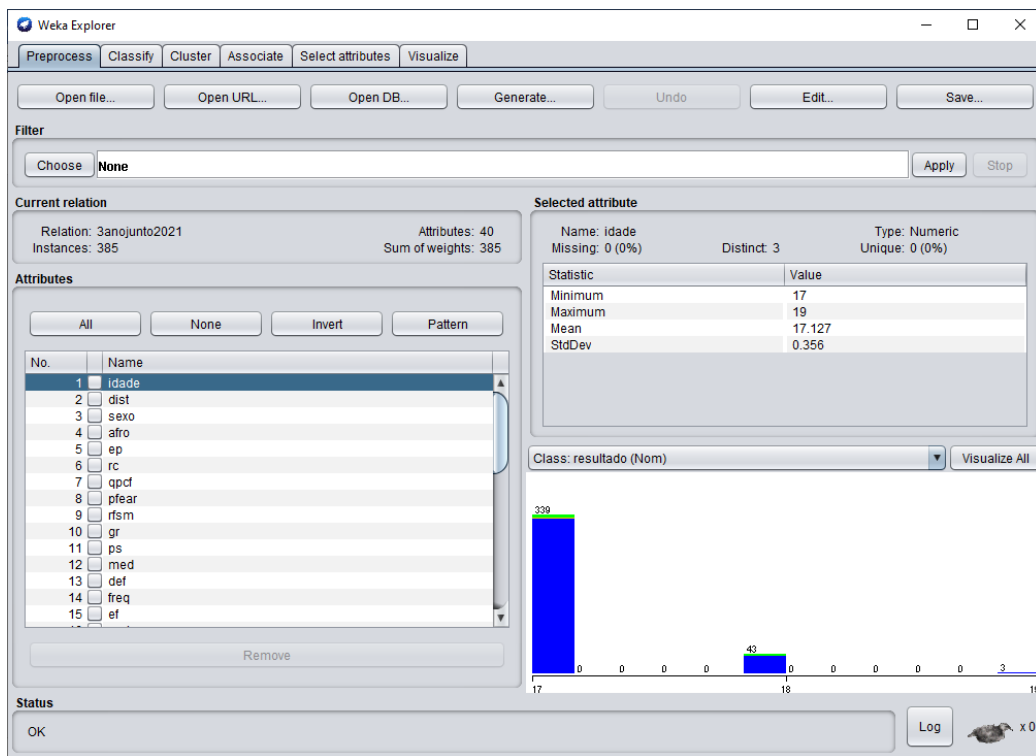 Weka Explorer
Preprocess Classify Cluster Associate Select attributes Visualize
Open file... Open URL... Open DB... Generate... Undo Edit... Save...
Filter
Choose None Apply Stop
Current relation
Relation: 3anojunto2021 Attributes: 40
Instances: 385 Sum of weights: 385
Attributes
All None Invert Pattern
No. Name
1 idade
2 dist
3 sexo
4 afro
5 ep
6 rc
7 qpcf
8 pfear
9 rfsm
10 gr
11 ps
12 med
13 def
14 freq
15 ef
Remove
Selected attribute
Name: idade Type: Numeric
Missing: 0 (0%) Distinct: 3 Unique: 0 (0%)
Statistic Value
Minimum 17
Maximum 19
Mean 17.127
StdDev 0.356
Class: resultado (Nom) Visualize All
339
43
0 0 0 0 0 0 0 0 0 3
17 18
Status
OK
Log x 0